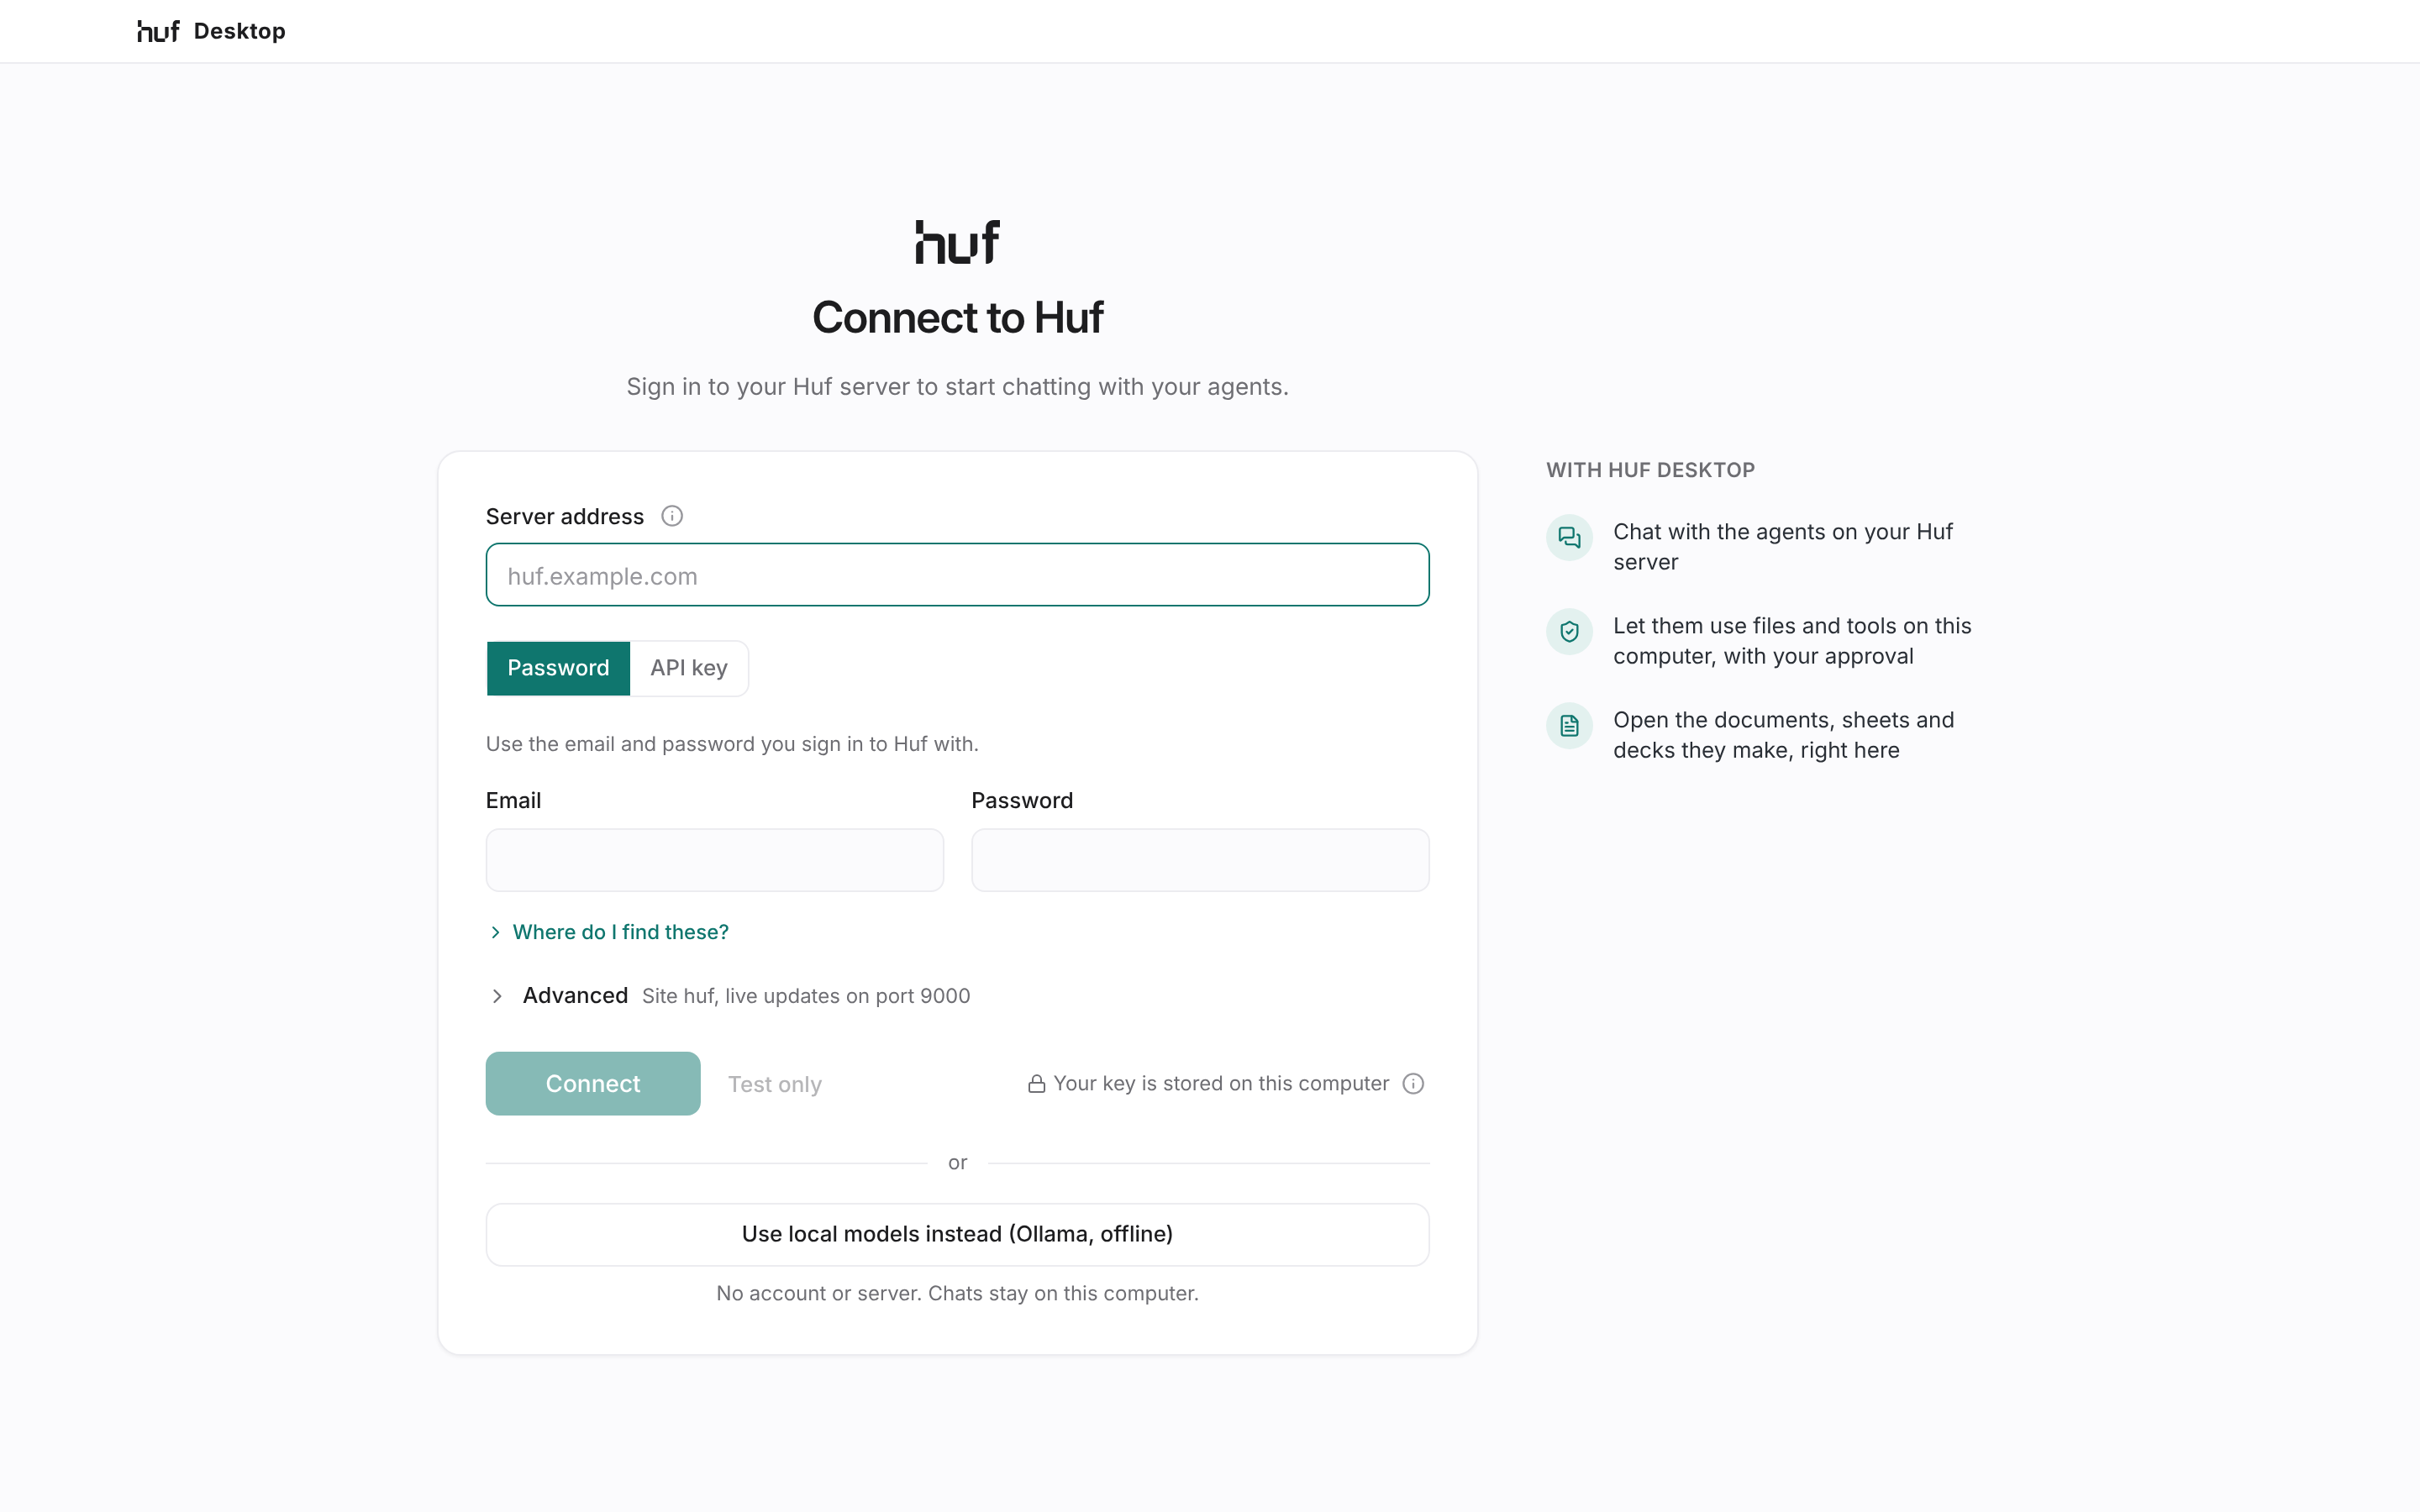 huf Desktop
huf
Connect to Huf
Sign in to your Huf server to start chatting with your agents.
Server address
huf.example.com
Password
API key
Use the email and password you sign in to Huf with.
Email
Password
Where do I find these?
Advanced Site huf, live updates on port 9000
Connect
Test only
Your key is stored on this computer
or
Use local models instead (Ollama, offline)
No account or server. Chats stay on this computer.
WITH HUF DESKTOP
Chat with the agents on your Huf
server
Let them use files and tools on this
computer, with your approval
Open the documents, sheets and
decks they make, right here